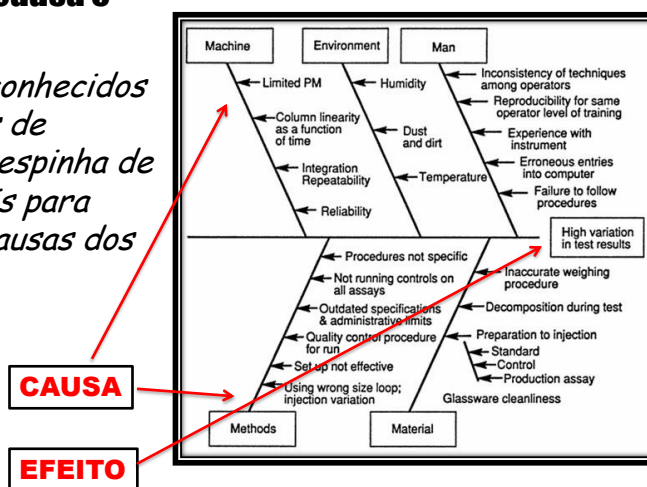 onhecidos
de
espinha de
para
ausas dos
CAUSA
EFEITO
Machine
Environment
Man
Limited PM
Column linearity
as a function
of time
Integration
Repeatability
Reliability
Humidity
Dust
and dirt
Temperature
Inconsistency of techniques
among operators
Reproducibility for same
operator level of training
Experience with
instrument
Erroneous entries
into computer
Failure to follow
procedures
High variation
in test results
Procedures not specific
Not running controls on
all assays
Outdated specifications
& administrative limits
Quality control procedure
for run
Set up not effective
Using wrong size loop;
injection variation
Inaccurate weighing
procedure
Decomposition during test
Preparation to injection
Standard
Control
Production assay
Glassware cleanliness
Methods
Material